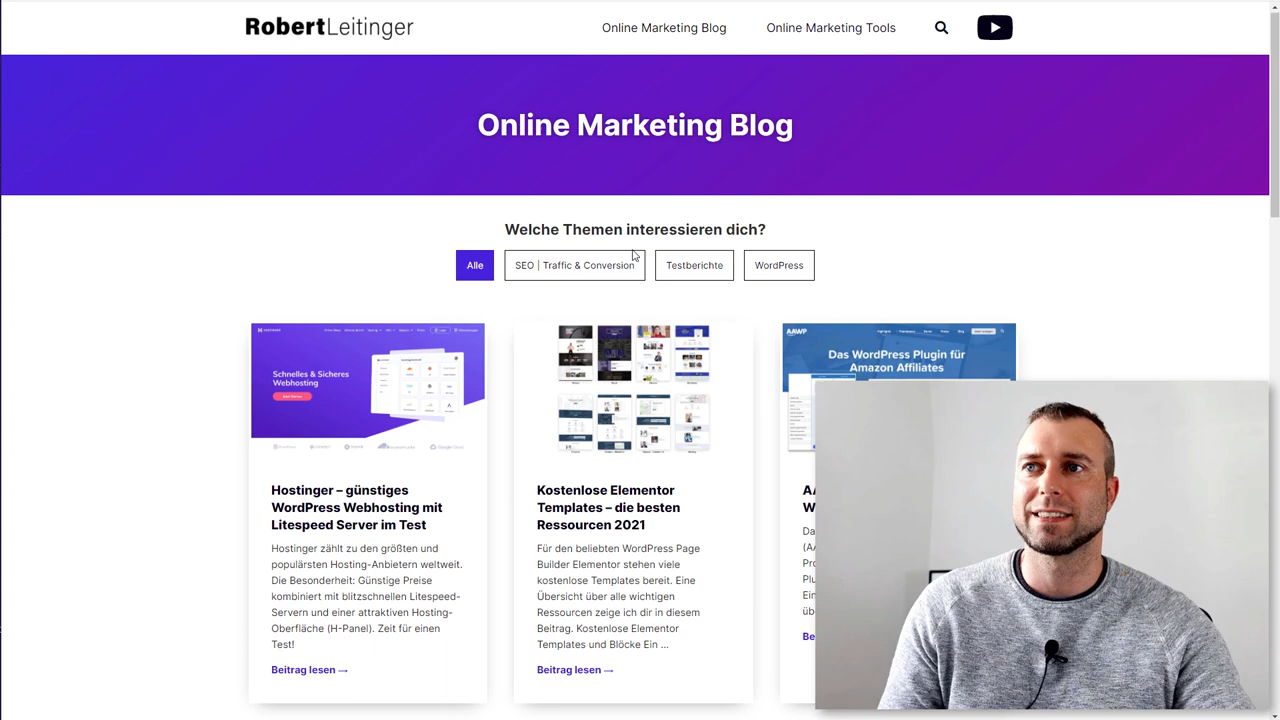 RobertLeitinger
Online Marketing Blog
Online Marketing Tools
Online Marketing Blog
Welche Themen interessieren dich?
Alle
SEO | Traffic & Conversion
Testberichte
WordPress
Schnelles & Sicheres
Webhosting
Hostinger – günstiges
WordPress Webhosting mit
Litespeed Server im Test
Hostinger zählt zu den größten und
populärsten Hosting-Anbietern weltweit.
Die Besonderheit: Günstige Preise
kombiniert mit blitzschnellen Litespeed-
Servern und einer attraktiven Hosting-
Oberfläche (H-Panel). Zeit für einen
Test!
Beitrag lesen →
Kostenlose Elementor
Templates – die besten
Ressourcen 2021
Für den beliebten WordPress Page
Builder Elementor stehen viele
kostenlose Templates bereit. Eine
Übersicht über alle wichtigen
Ressourcen zeige ich dir in diesem
Beitrag. Kostenlose Elementor
Templates und Blöcke Ein ...
Beitrag lesen →
AAWP
Das WordPress Plugin für
Amazon Affiliates